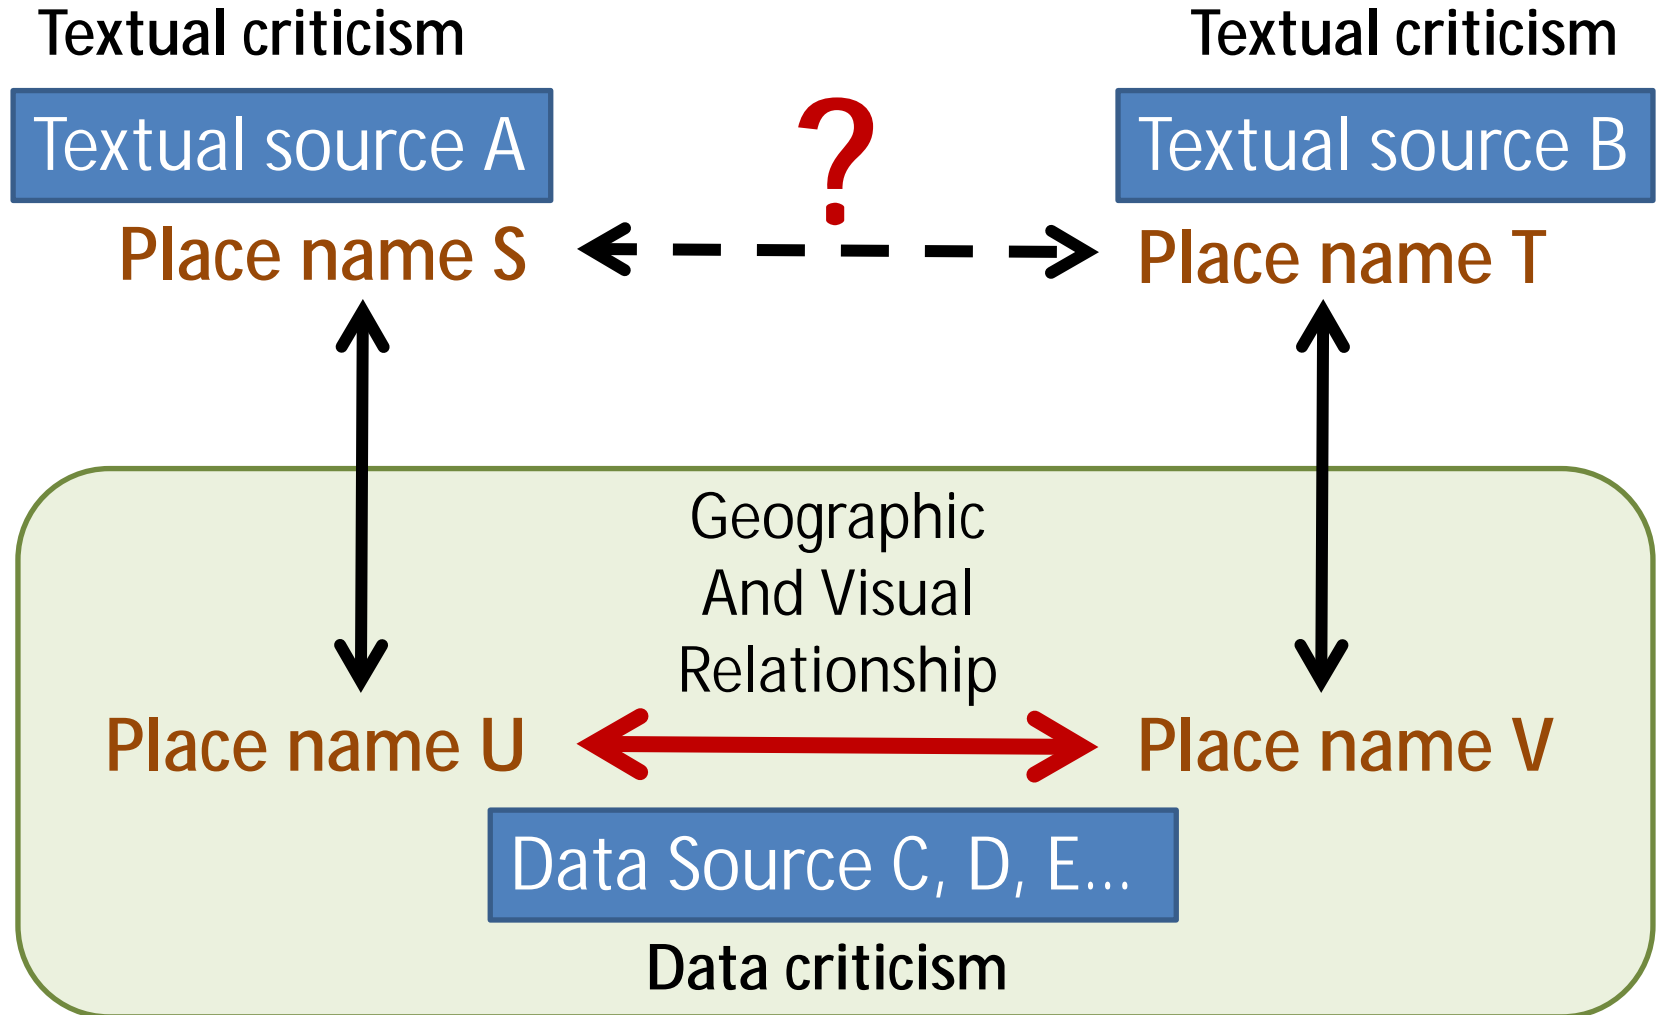 Textual criticism
Textual criticism
Textual source A
?
Textual source B
Place name S
Place name T
Geographic
And Visual
Relationship
Place name U
Place name V
Data Source C, D, E...
Data criticism